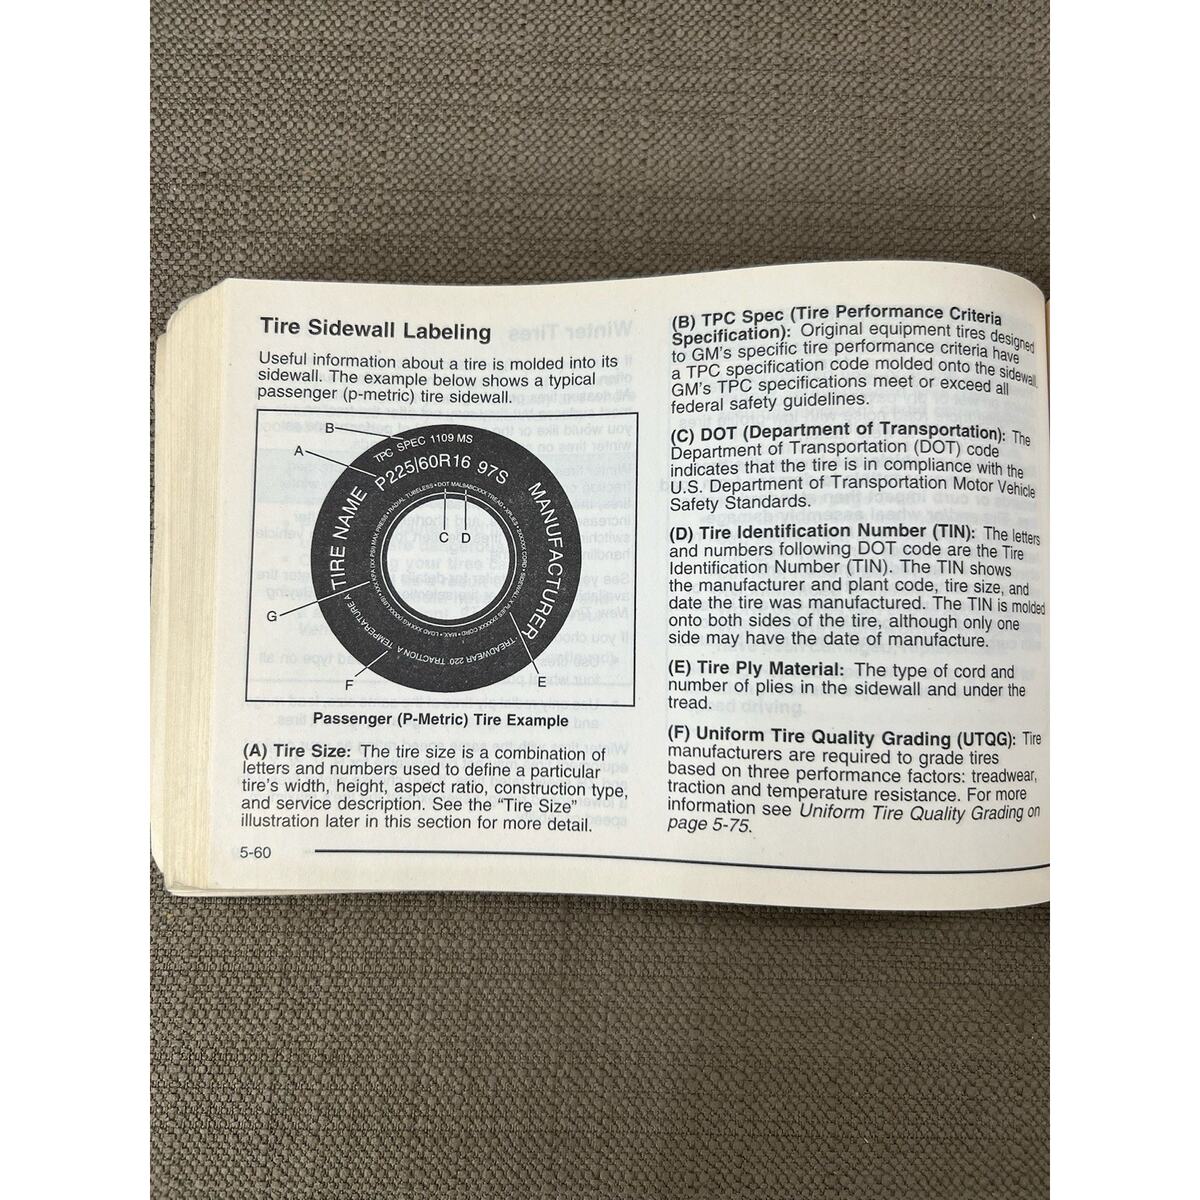 Tire Sidewall Labeling
Useful information about a tire is molded into its
sidewall. The example below shows a typical
passenger (p-metric) tire sidewall.
B
A
TPC SPEC 1109 MS
P225/60R16 97S
TIRE NAME
MANUFACTURER
C D
G
F
E
TREADWEAR 220 TRACTION A TEMPERATURE A
Passenger (P-Metric) Tire Example
(A) Tire Size: The tire size is a combination of
letters and numbers used to define a particular
tire's width, height, aspect ratio, construction type,
and service description. See the "Tire Size"
illustration later in this section for more detail.
5-60
(B) TPC Spec (Tire Performance Criteria
Specification): Original equipment tires designed
to GM's specific tire performance criteria have
a TPC specification code molded onto the sidewall.
GM's TPC specifications meet or exceed all
federal safety guidelines.
(C) DOT (Department of Transportation): The
Department of Transportation (DOT) code
indicates that the tire is in compliance with the
U.S. Department of Transportation Motor Vehicle
Safety Standards.
(D) Tire Identification Number (TIN): The letters
and numbers following DOT code are the Tire
Identification Number (TIN). The TIN shows
the manufacturer and plant code, tire size, and
date the tire was manufactured. The TIN is molded
onto both sides of the tire, although only one
side may have the date of manufacture.
(E) Tire Ply Material: The type of cord and
number of plies in the sidewall and under the
tread.
(F) Uniform Tire Quality Grading (UTQG): Tire
manufacturers are required to grade tires
based on three performance factors: treadwear,
traction and temperature resistance. For more
information see Uniform Tire Quality Grading on
page 5-75.